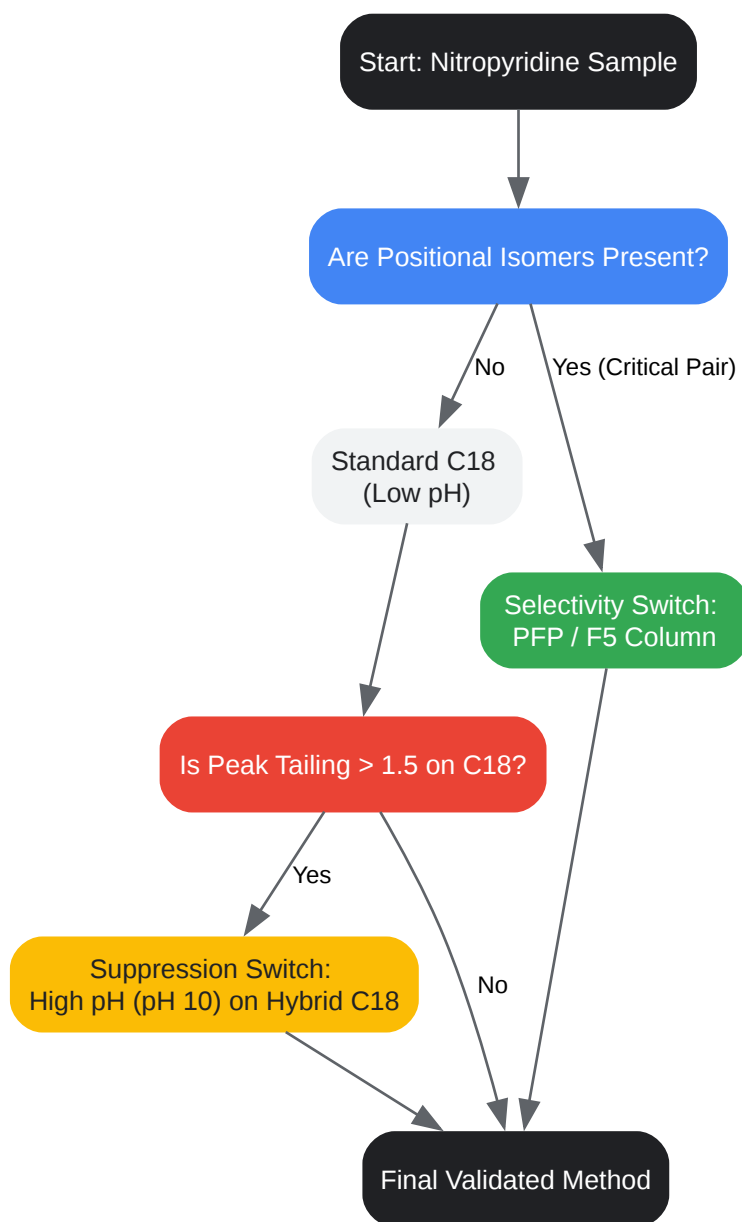 Start: Nitropyridine Sample
Are Positional Isomers Present?
No
Yes (Critical Pair)
Standard C18
(Low pH)
Selectivity Switch:
PFP / F5 Column
Is Peak Tailing > 1.5 on C18?
Yes
Suppression Switch:
High pH (pH 10) on Hybrid C18
No
Final Validated Method